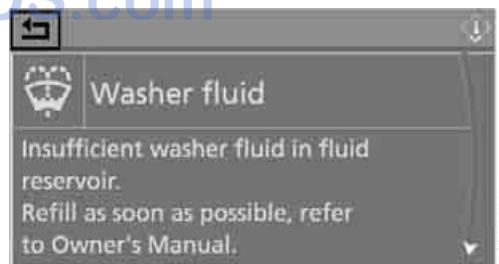 Washer fluid
Insufficient washer fluid in fluid
reservoir.
Refill as soon as possible, refer
to Owner's Manual.